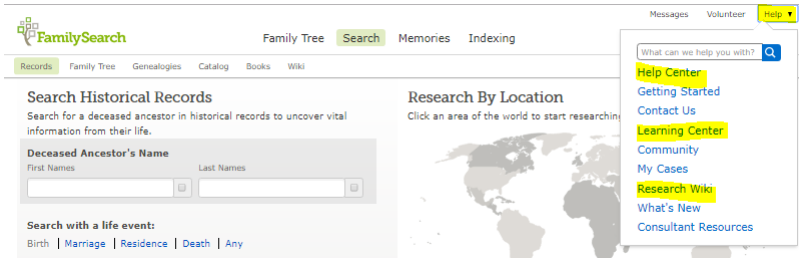 Messages Volunteer Help ▼
FamilySearch
Family Tree Search Memories Indexing
Records Family Tree Genealogies Catalog Books Wiki
Search Historical Records
Search for a deceased ancestor in historical records to uncover vital
information from their life.
Deceased Ancestor's Name
First Names Last Names
Search with a life event:
Birth | Marriage | Residence | Death | Any
Research By Location
Click an area of the world to start researching
What can we help you with?
Help Center
Getting Started
Contact Us
Learning Center
Community
My Cases
Research Wiki
What's New
Consultant Resources